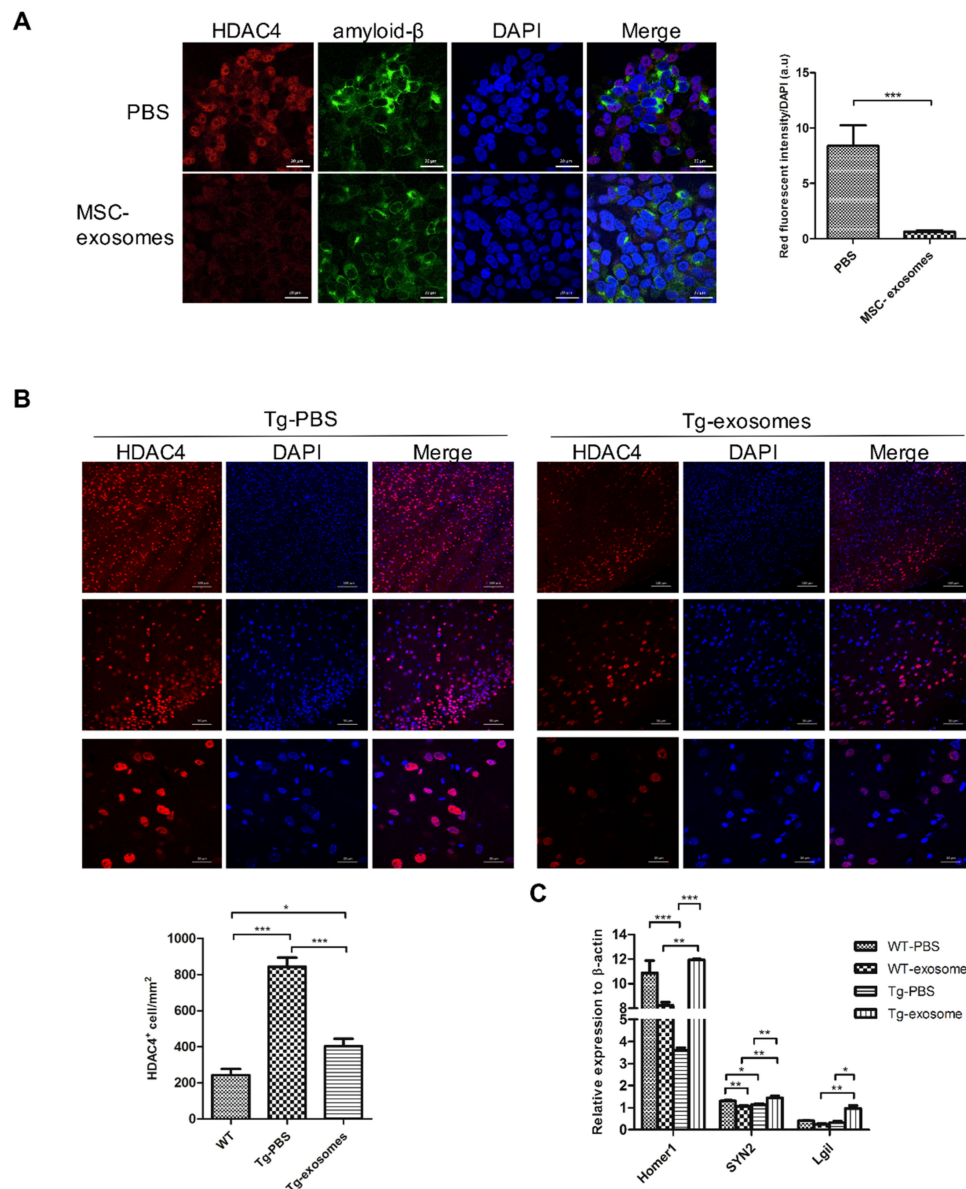 A
HDAC4 amyloid-β DAPI Merge
PBS
MSC-
exosomes
Red fluorescent intensity/DAPI (a.u)
15
10
5
0
***
PBS
MSC- exosomes
B
Tg-PBS
HDAC4 DAPI Merge
Tg-exosomes
HDAC4 DAPI Merge
HDAC4⁺ cell/mm²
1000
800
600
400
200
0
*
*** ***
WT
Tg-PBS
Tg-exosomes
C
Relative expression to β-actin
14
12
10
8
5
4
3
2
1
0
***
***
**
**
**
*
**
*
**
Homer1
SYN2
Lgil
WT-PBS
WT-exosome
Tg-PBS
Tg-exosome